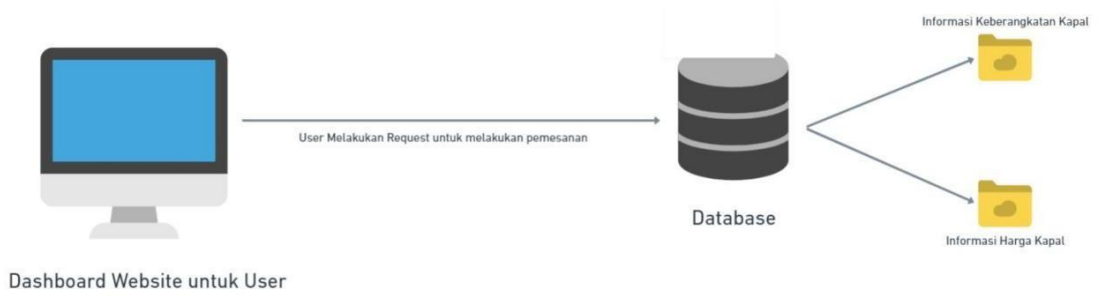 Informasi Keberangkatan Kapal
User Melakukan Request untuk melakukan pemesanan
Database
Informasi Harga Kapal
Dashboard Website untuk User